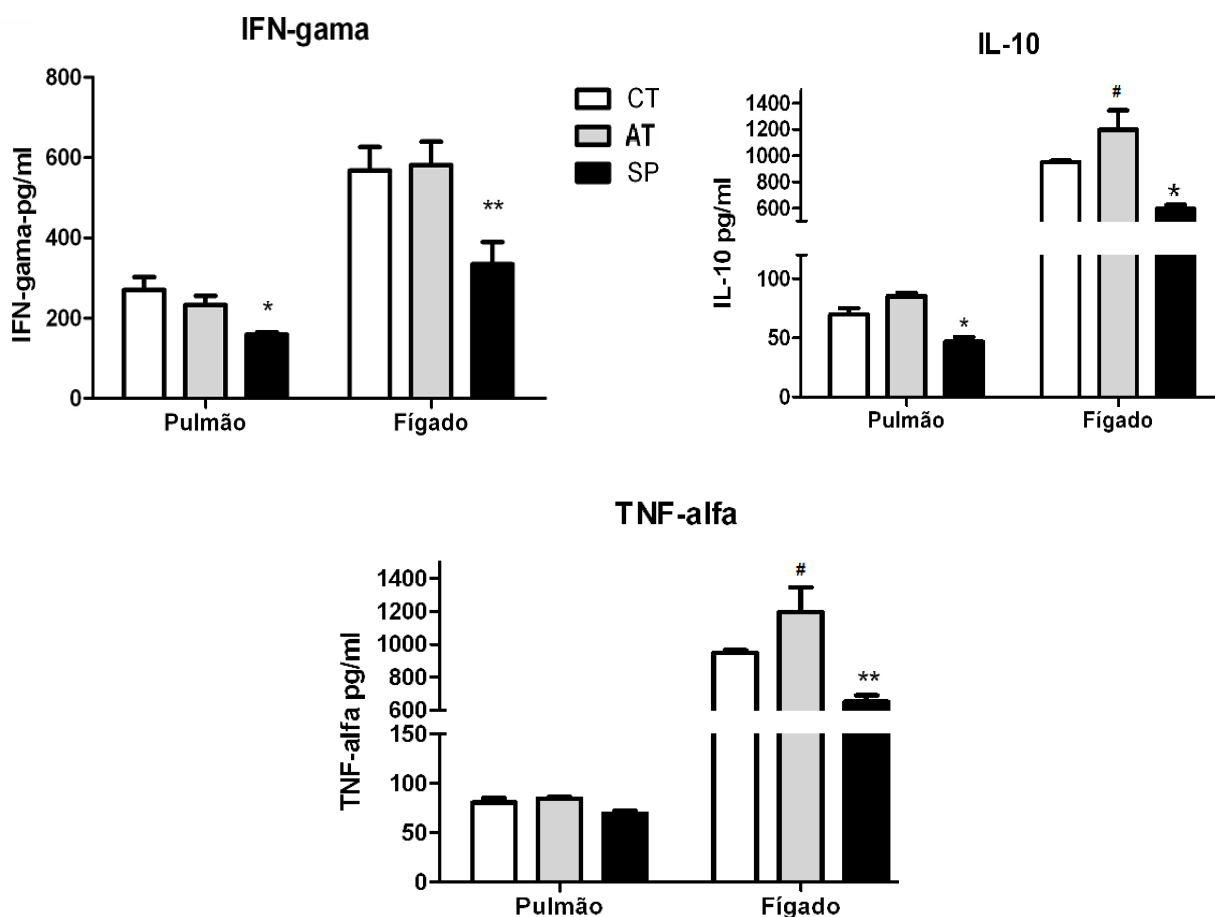 IFN-gama
IFN-gama-pg/ml
800
600
400
200
0
*
**
Pulmão
Fígado
CT
AT
SP
IL-10
IL-10 pg/ml
1400
1200
1000
800
600
100
50
0
*
#
*
Pulmão
Fígado
TNF-alfa
TNF-alfa pg/ml
1400
1200
1000
800
600
150
100
50
0
#
**
Pulmão
Fígado